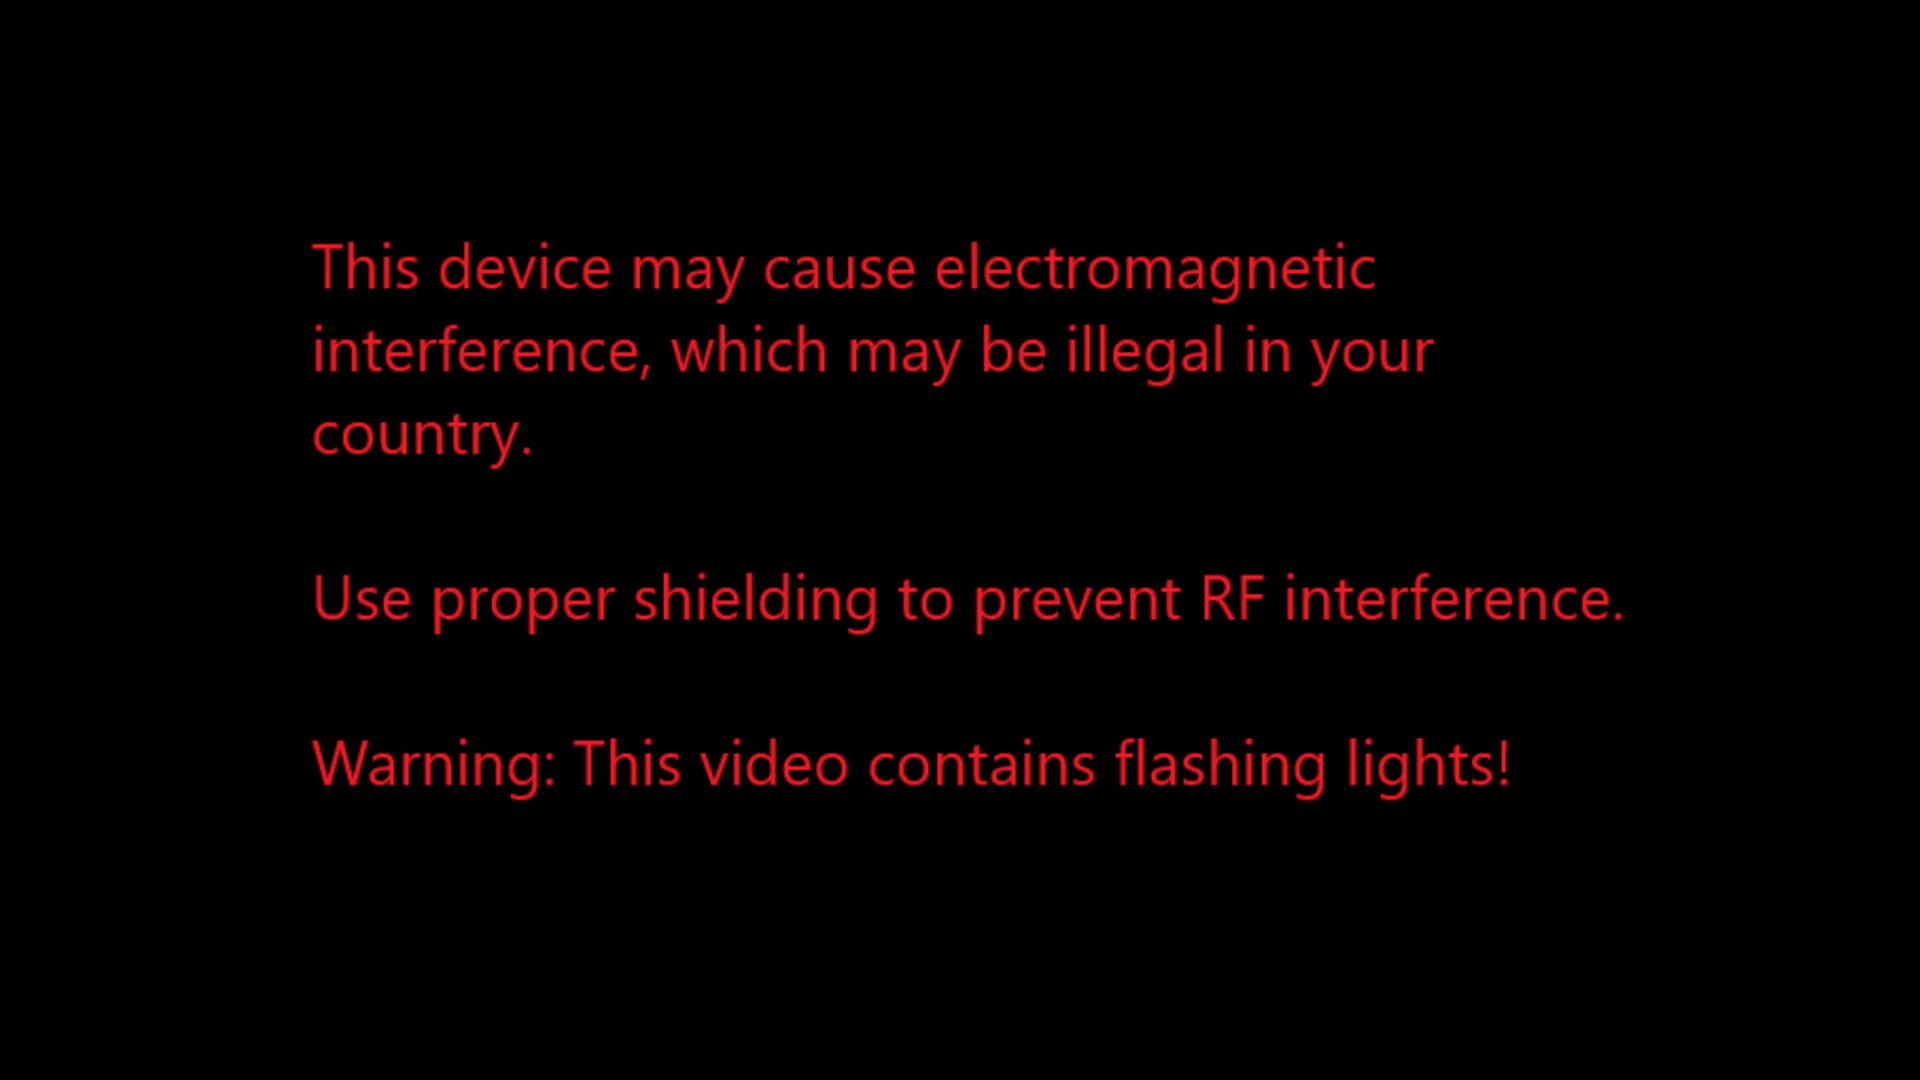 This device may cause electromagnetic
interference, which may be illegal in your
country.
Use proper shielding to prevent RF interference.
Warning: This video contains flashing lights!